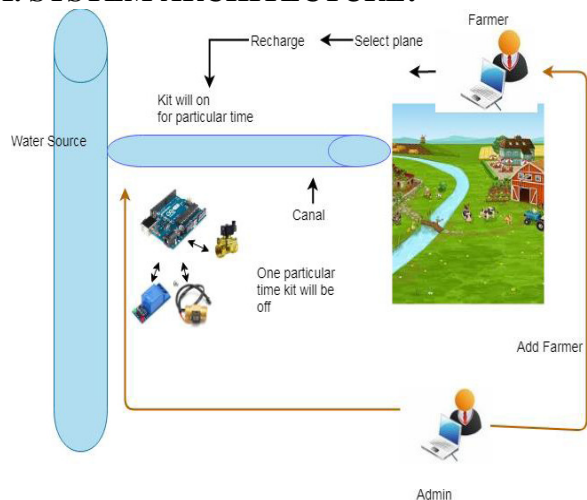 Farmer
Recharge
Select plane
Kit will on
for particular time
Water Source
Canal
One particular
time kit will be
off
Add Farmer
Admin